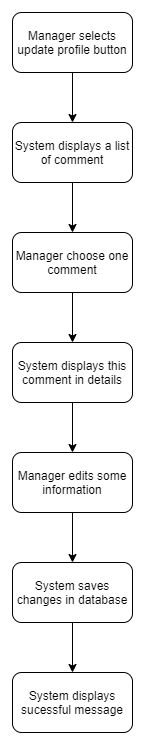 Manager selects
update profile button
System displays a list
of comment
Manager choose one
comment
System displays this
comment in details
Manager edits some
information
System saves
changes in database
System displays
sucessful message